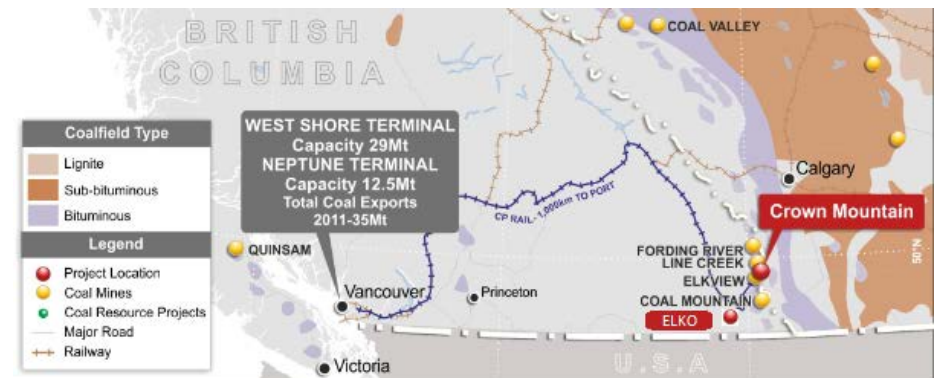 BRITISH
COLUMBIA
COAL VALLEY
Coalfield Type
Lignite
Sub-bituminous
Bituminous
Legend
Project Location
Coal Mines
Coal Resource Projects
Major Road
Railway
WEST SHORE TERMINAL
Capacity 29Mt
NEPTUNE TERMINAL
Capacity 12.5Mt
Total Coal Exports
2011-35Mt
CP RAIL-1,000km TO PORT
Calgary
Crown Mountain
50°N
QUINSAM
FORDING RIVER
LINE CREEK
ELKVIEW
COAL MOUNTAIN
ELKO
Vancouver
Princeton
Victoria
U.S.A